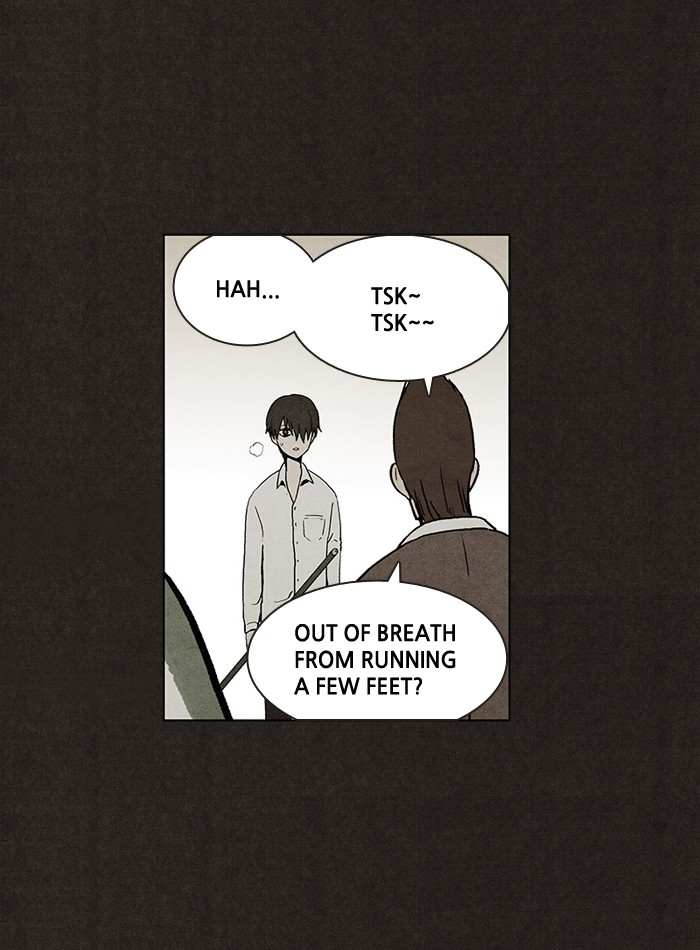 HAH...
TSK~
TSK~~
OUT OF BREATH
FROM RUNNING
A FEW FEET?